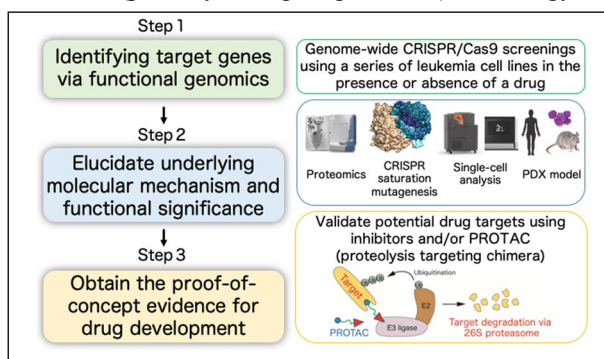 Step 1
Identifying target genes
via functional genomics
Genome-wide CRISPR/Cas9 screenings
using a series of leukemia cell lines in the
presence or absence of a drug
Step 2
Elucidate underlying
molecular mechanism and
functional significance
Proteomics
CRISPR
saturation
mutagenesis
Single-cell
analysis
PDX model
Step 3
Obtain the proof-of-
concept evidence for
drug development
Validate potential drug targets using
inhibitors and/or PROTAC
(proteolysis targeting chimera)
Ubiquitination
Target
E2
PROTAC
E3 ligase
Target degradation via
26S proteasome